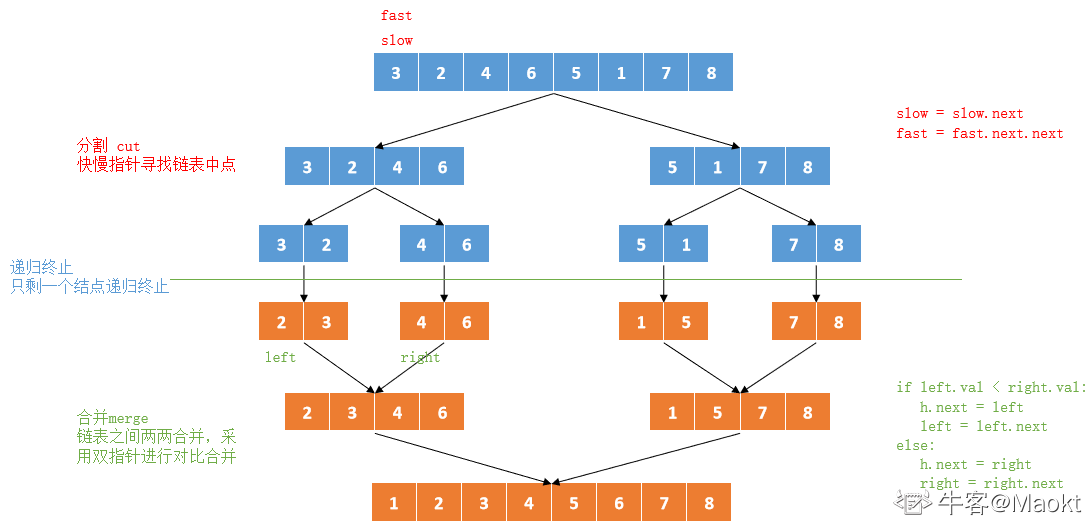 fast
slow
3 2 4 6 5 1 7 8
slow = slow.next
fast = fast.next.next
分割 cut
快慢指针寻找链表中点
3 2 4 6
5 1 7 8
3 2
4 6
5 1
7 8
递归终止
只剩一个结点递归终止
2 3
4 6
1 5
7 8
left
right
2 3 4 6
1 5 7 8
合并merge
链表之间两两合并，采
用双指针进行对比合并
if left.val < right.val:
h.next = left
left = left.next
else:
h.next = right
right = right.next
1 2 3 4 5 6 7 8
牛客@Maokt